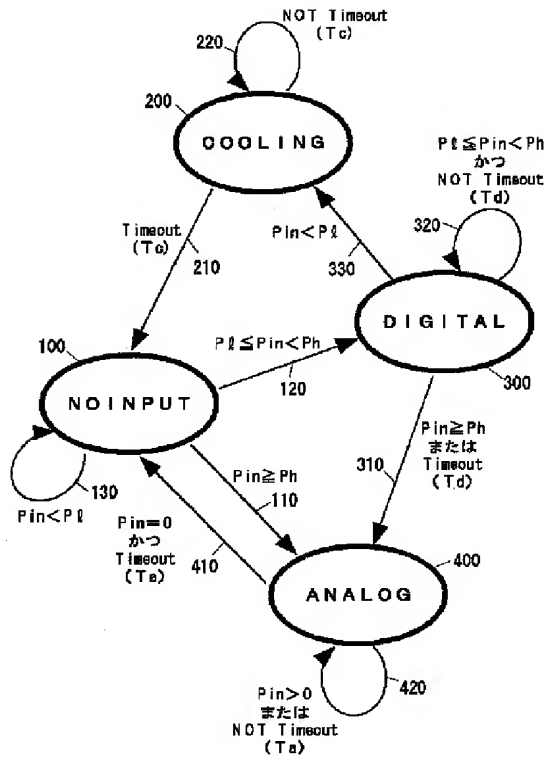 NOT Timeout
(Tc)
220
200
COOLING
Pℓ≦Pin<Ph
かつ
NOT Timeout
(Td)
320
Timeout
(Tc)
210
Pin<Pℓ
330
DIGITAL
300
100
Pℓ≦Pin<Ph
120
NOINPUT
Pin≧Ph
または
Timeout
(Td)
310
130
Pin<Pℓ
Pin≧Ph
110
Pin=0
かつ
Timeout
(Ta)
410
400
ANALOG
420
Pin>0
または
NOT Timeout
(Ta)